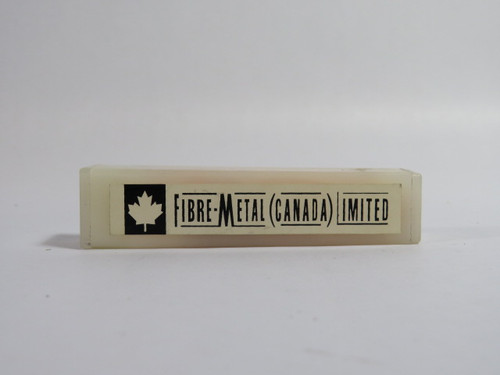 FIBRE-METAL (CANADA) LIMITED